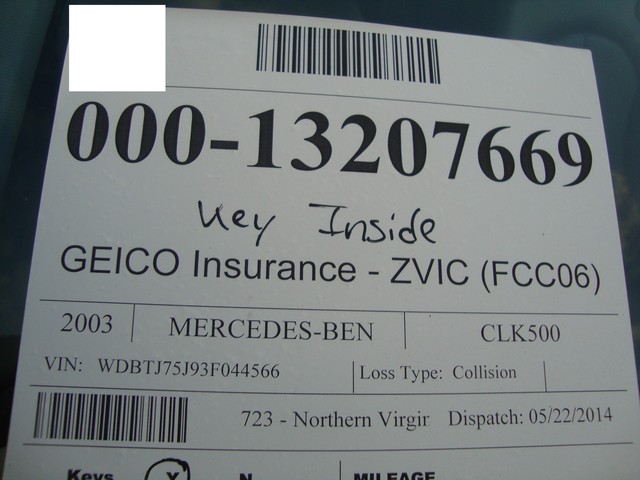 000-13207669
Key Inside
GEICO Insurance - ZVIC (FCC06)
2003 MERCEDES-BEN CLK500
VIN: WDBTJ75J93F044566 Loss Type: Collision
723 - Northern Virgir Dispatch: 05/22/2014
Keys Y N MILEAGE